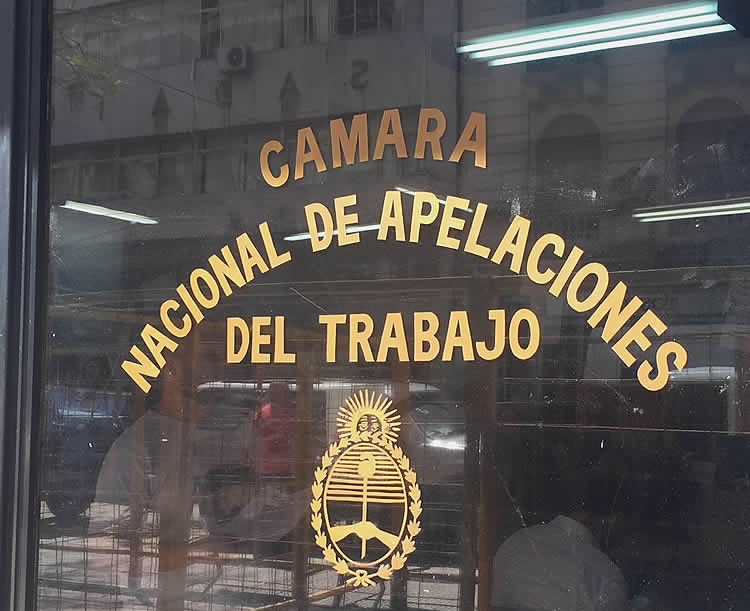 CAMARA
NACIONAL DE APELACIONES
DEL TRABAJO